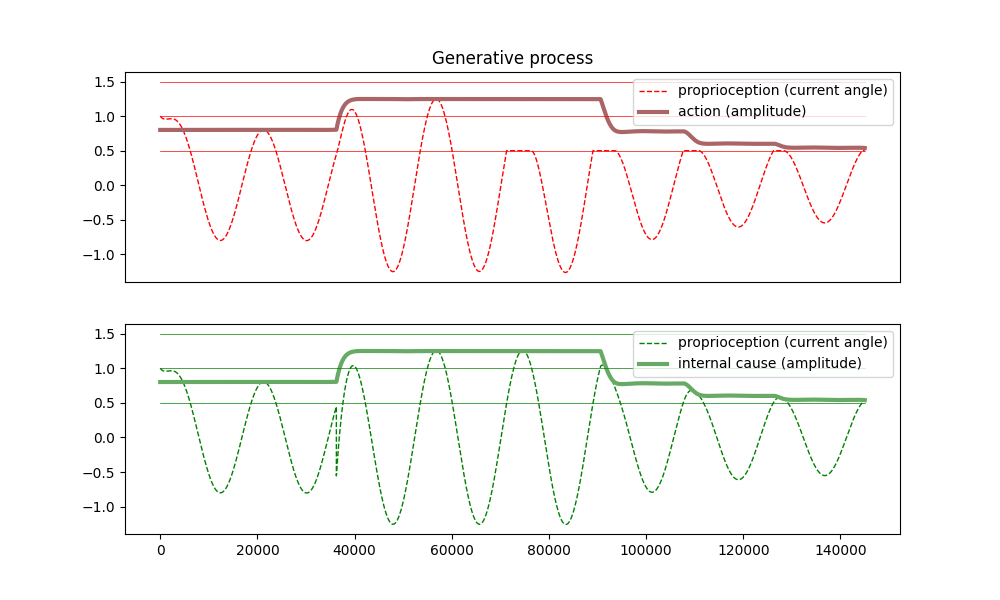 Generative process
1.5
1.0
0.5
0.0
−0.5
−1.0
proprioception (current angle)
action (amplitude)
1.5
1.0
0.5
0.0
−0.5
−1.0
proprioception (current angle)
internal cause (amplitude)
0 20000 40000 60000 80000 100000 120000 140000